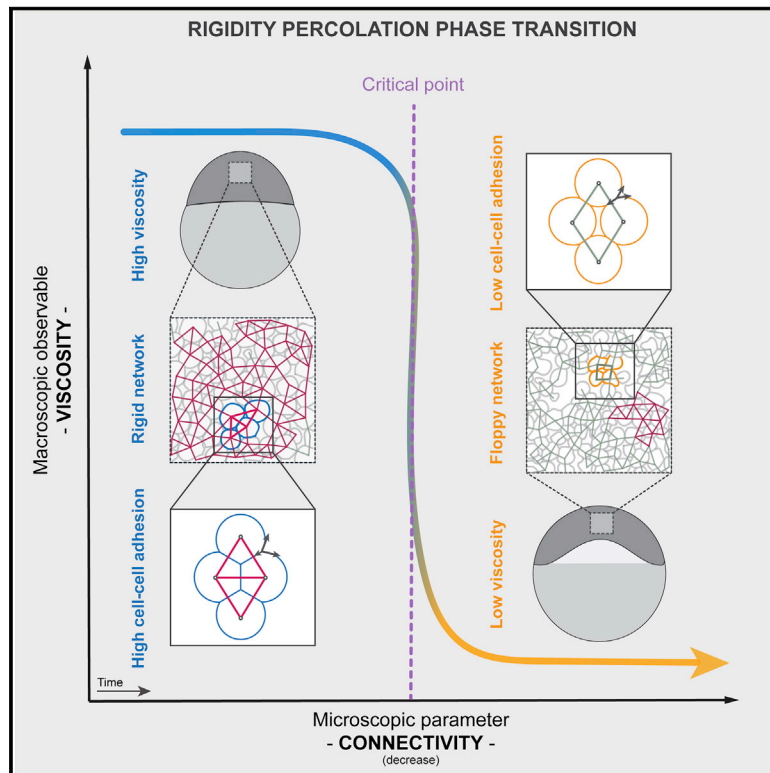 RIGIDITY PERCOLATION PHASE TRANSITION
Critical point
Macroscopic observable
- VISCOSITY -
High viscosity
Rigid network
High cell-cell adhesion
Low cell-cell adhesion
Floppy network
Low viscosity
Time
Microscopic parameter
- CONNECTIVITY -
(decrease)